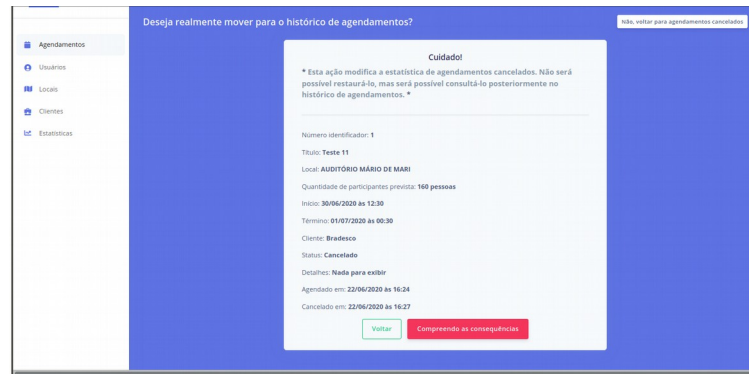 Deseja realmente mover para o histórico de agendamentos?
Não, voltar para agendamentos cancelados
Agendamentos
Usuários
Locais
Clientes
Estatísticas
Cuidado!
* Esta ação modifica a estatística de agendamentos cancelados. Não será
possível restaurá-lo, mas será possível consultá-lo posteriormente no
histórico de agendamentos. *
Número identificador: 1
Título: Teste 11
Local: AUDITÓRIO MÁRIO DE MARI
Quantidade de participantes prevista: 160 pessoas
Início: 30/06/2020 às 12:30
Término: 01/07/2020 às 00:30
Cliente: Bradesco
Status: Cancelado
Detalhes: Nada para exibir
Agendado em: 22/06/2020 às 16:24
Cancelado em: 22/06/2020 às 16:27
Voltar
Compreendo as consequências